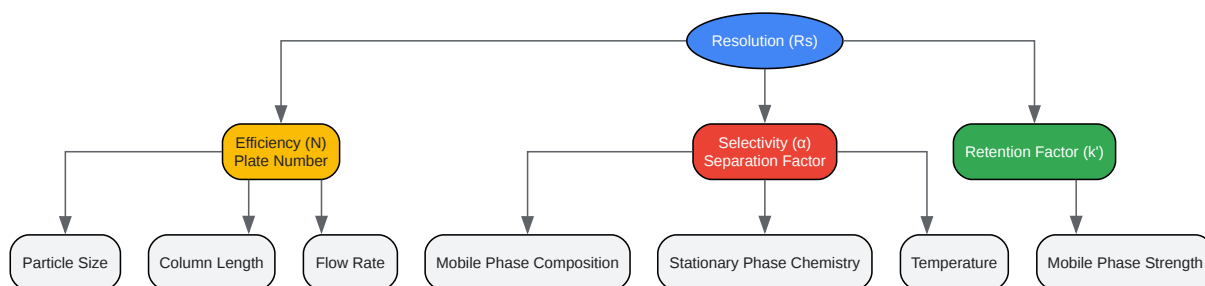 Resolution (Rs)
Efficiency (N)
Plate Number
Selectivity (α)
Separation Factor
Retention Factor (k')
Particle Size
Column Length
Flow Rate
Mobile Phase Composition
Stationary Phase Chemistry
Temperature
Mobile Phase Strength